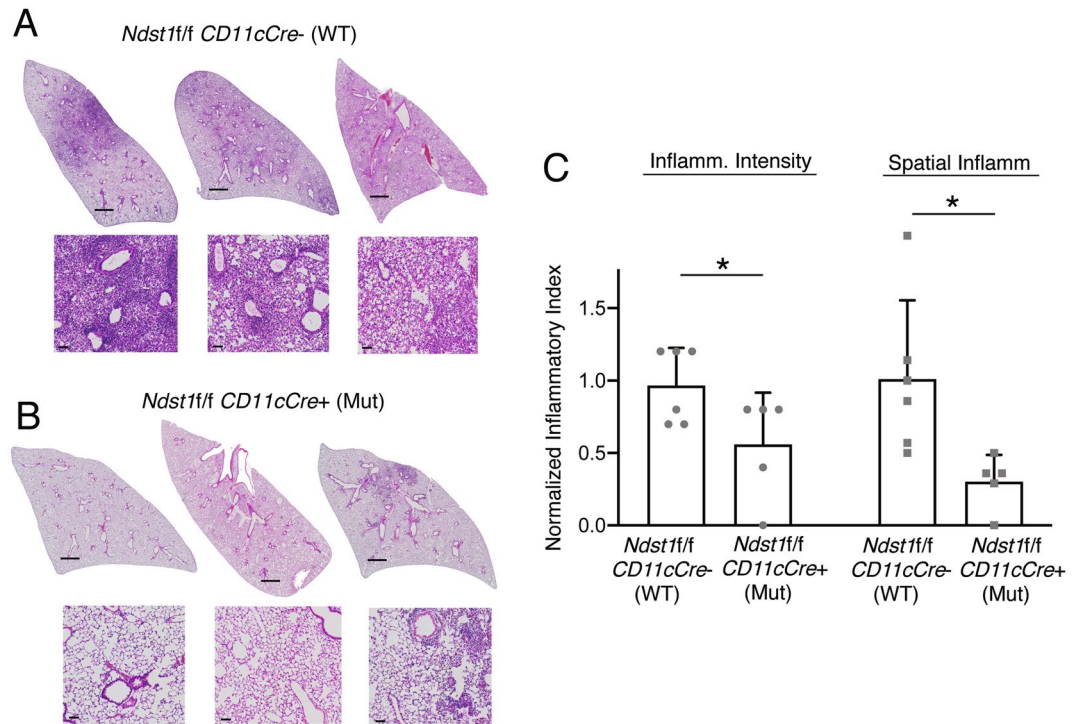 A
Ndst1f/f CD11cCre- (WT)
B
Ndst1f/f CD11cCre+ (Mut)
C
Inflamm. Intensity
Spatial Inflamm
*
*
Normalized Inflammatory Index
1.5
1.0
0.5
0.0
Ndst1f/f
CD11cCre-
(WT)
Ndst1f/f
CD11cCre+
(Mut)
Ndst1f/f
CD11cCre-
(WT)
Ndst1f/f
CD11cCre+
(Mut)